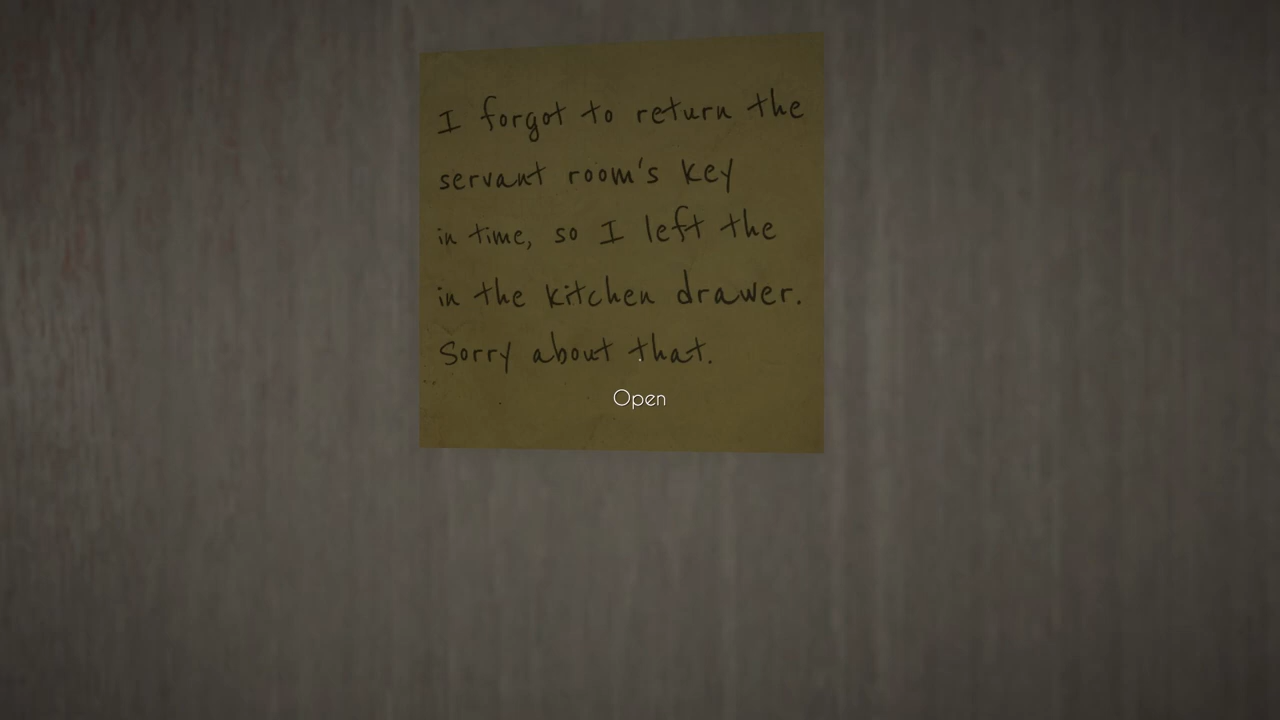 I forgot to return the
servant room's key
in time, so I left the
in the kitchen drawer.
Sorry about that.
Open